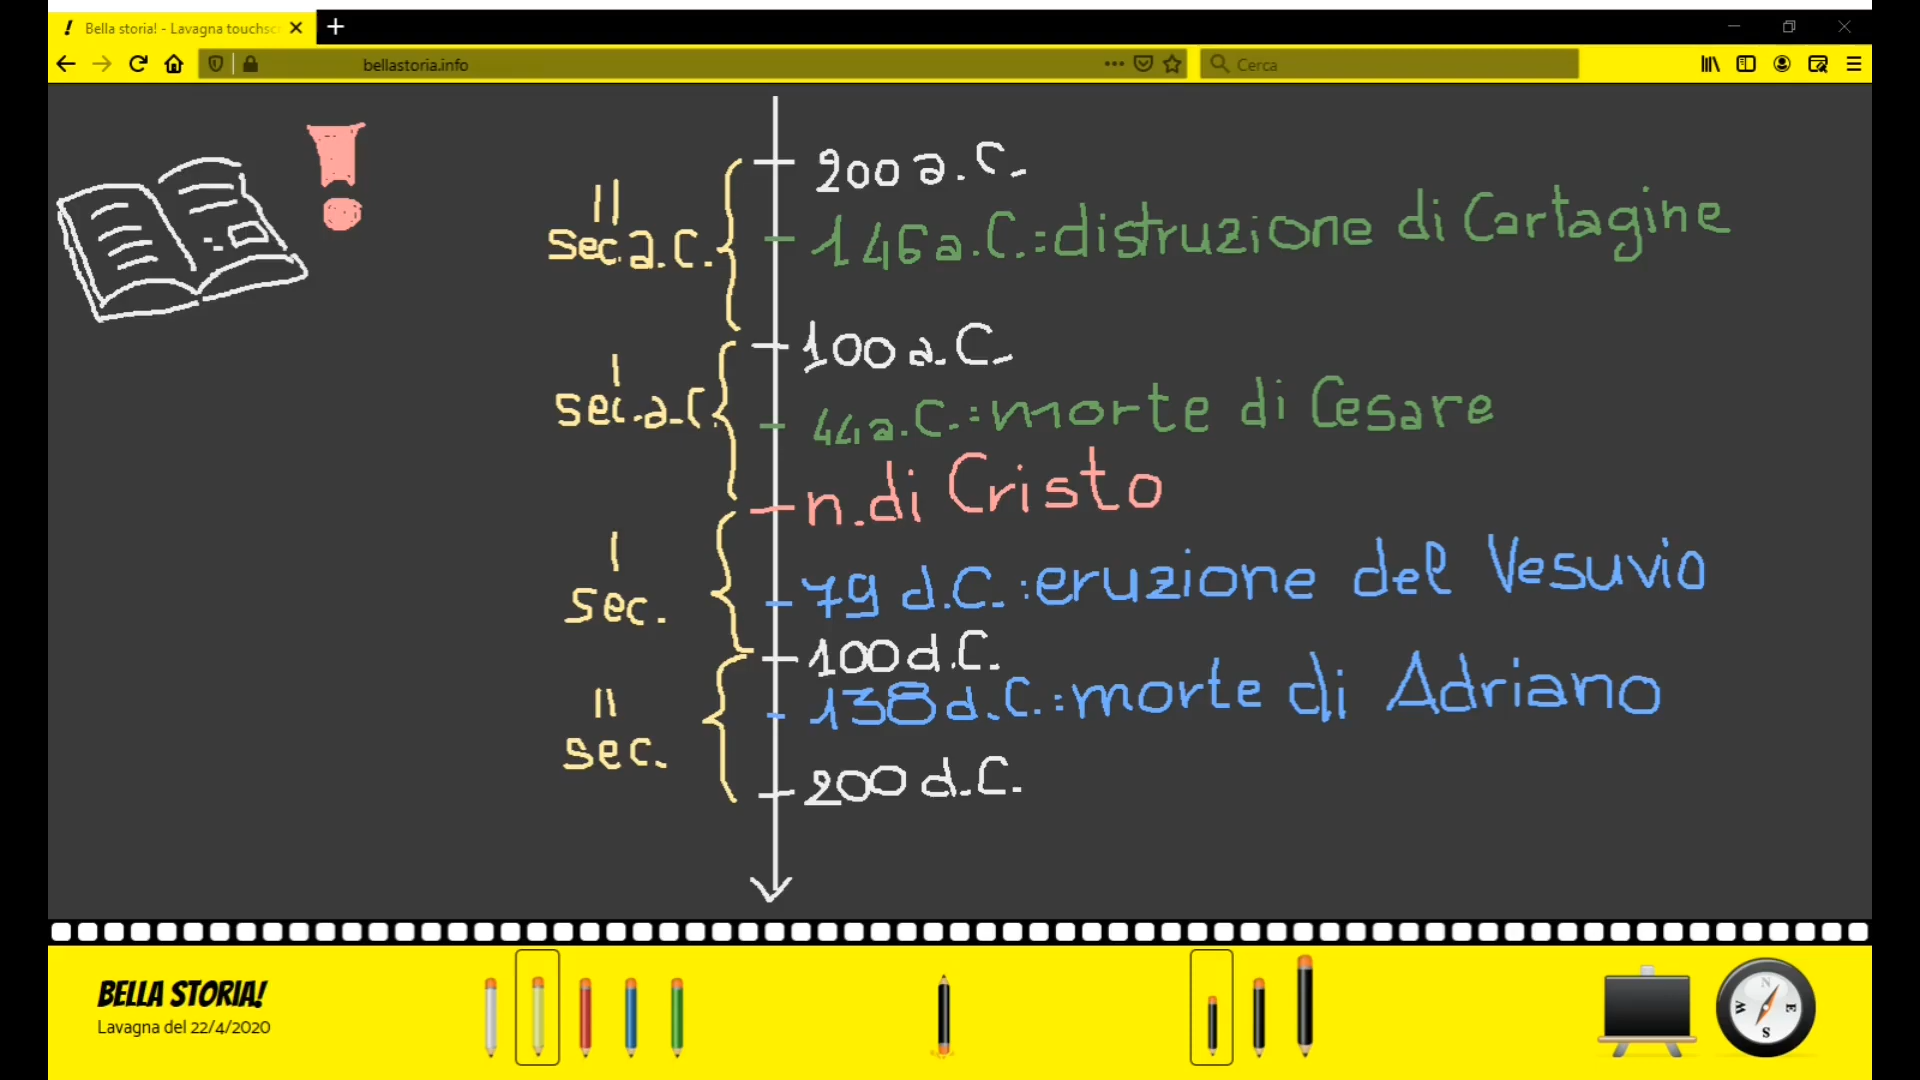 Bella storia! - Lavagna touchsc
bellastoria.info
Cerca
200 a.C.
II
sec. a.C.
146 a.C.: distruzione di Cartagine
100 a.C.
I
sec. a.C.
44 a.C.: morte di Cesare
n. di Cristo
I
sec.
79 d.C.: eruzione del Vesuvio
100 d.C.
II
sec.
138 d.C.: morte di Adriano
200 d.C.
BELLA STORIA!
Lavagna del 22/4/2020
N
W
E
S